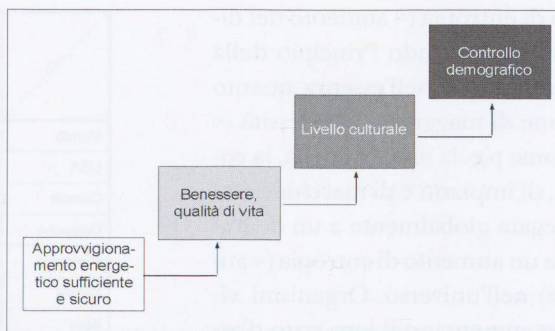 Controllo
demografico
Livello culturale
Benessere,
qualità di vita
Approvvigiona-
mento energe-
tico sufficiente
e sicuro